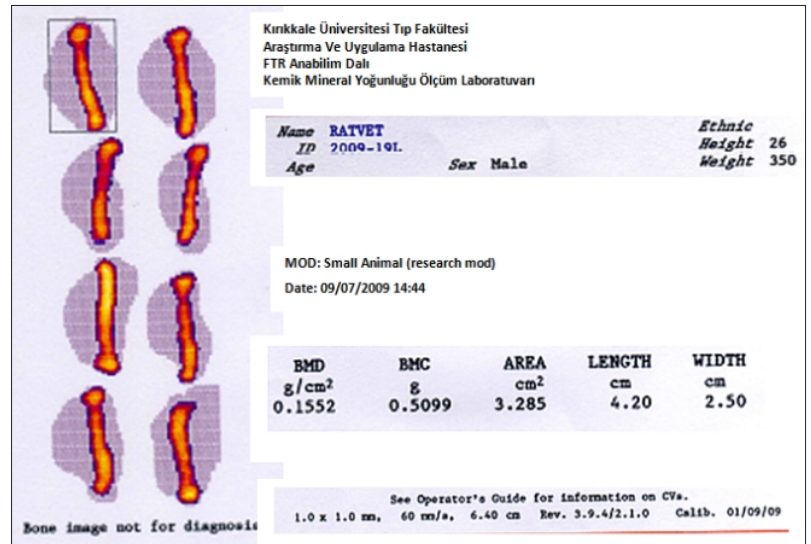 Kırıkkale Üniversitesi Tıp Fakültesi
Araştırma Ve Uygulama Hastanesi
FTR Anabilim Dalı
Kemik Mineral Yoğunluğu Ölçüm Laboratuvarı
Name RATVET Ethnic
ID 2009-19L Height 26
Age Sex Male Weight 350
MOD: Small Animal (research mod)
Date: 09/07/2009 14:44
BMD BMC AREA LENGTH WIDTH
g/cm² g cm² cm cm
0.1552 0.5099 3.285 4.20 2.50
See Operator's Guide for information on CVs.
1.0 x 1.0 mm, 60 mm/s, 6.40 cm Rev. 3.9.4/2.1.0 Calib. 01/09/09
Bone image not for diagnosis